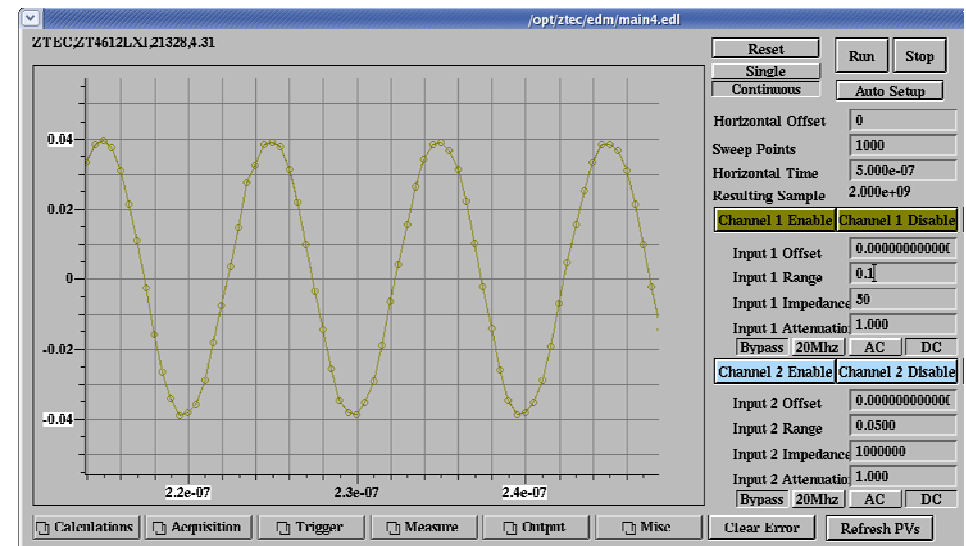 /opt/ztec/edm/main4.edl
ZTEC,ZT4612LXI,21328,4.31
Reset
Run
Stop
Single
Continuous
Auto Setup
Horizontal Offset
0
Sweep Points
1000
Horizontal Time
5.000e-07
Resulting Sample
2.000e+09
Channel 1 Enable
Channel 1 Disable
Input 1 Offset
0.00000000000(
Input 1 Range
0.1
Input 1 Impedance
50
Input 1 Attenuatio
1.000
Bypass
20Mhz
AC
DC
Channel 2 Enable
Channel 2 Disable
Input 2 Offset
0.00000000000(
Input 2 Range
0.0500
Input 2 Impedance
1000000
Input 2 Attenuatio
1.000
Bypass
20Mhz
AC
DC
0.04
0.02
0
-0.02
-0.04
2.2e-07
2.3e-07
2.4e-07
Calculations
Acquisition
Trigger
Measure
Output
Misc
Clear Error
Refresh PVs